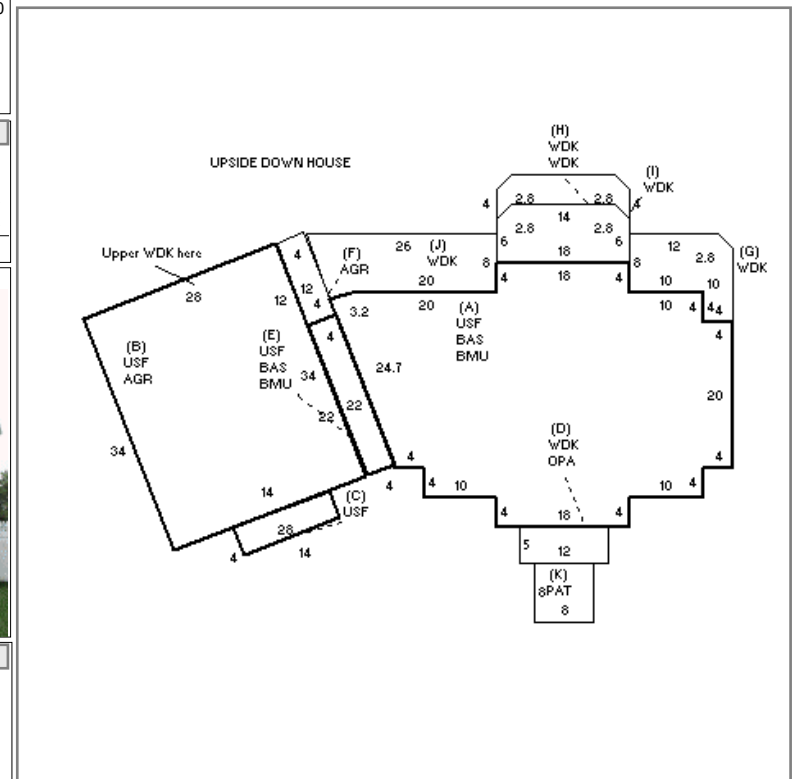 (H)
WDK
WDK
UPSIDE DOWN HOUSE
(I)
WDK
4
2.8
2.8
4
14
2.8
2.8
6
6
Upper WDK here
4
(F)
AGR
26
(J)
WDK
18
12
2.8
(G)
WDK
8
8
28
12
12
4
20
4
18
4
10
10
3.2
20
(A)
USF
BAS
BMU
10
4
4
4
4
4
(B)
USF
AGR
(E)
USF
BAS
BMU
34
24.7
20
22
22
34
(D)
WDK
OPA
4
4
4
4
10
10
4
14
(C)
USF
4
18
4
28
4
14
5
12
(K)
8
PAT
8